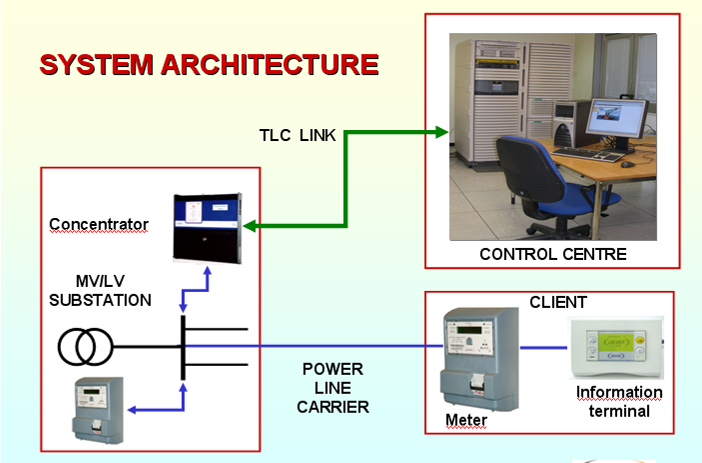 SYSTEM ARCHITECTURE
TLC LINK
Concentrator
CONTROL CENTRE
MV/LV
SUBSTATION
CLIENT
POWER
LINE
CARRIER
Meter
Information
terminal